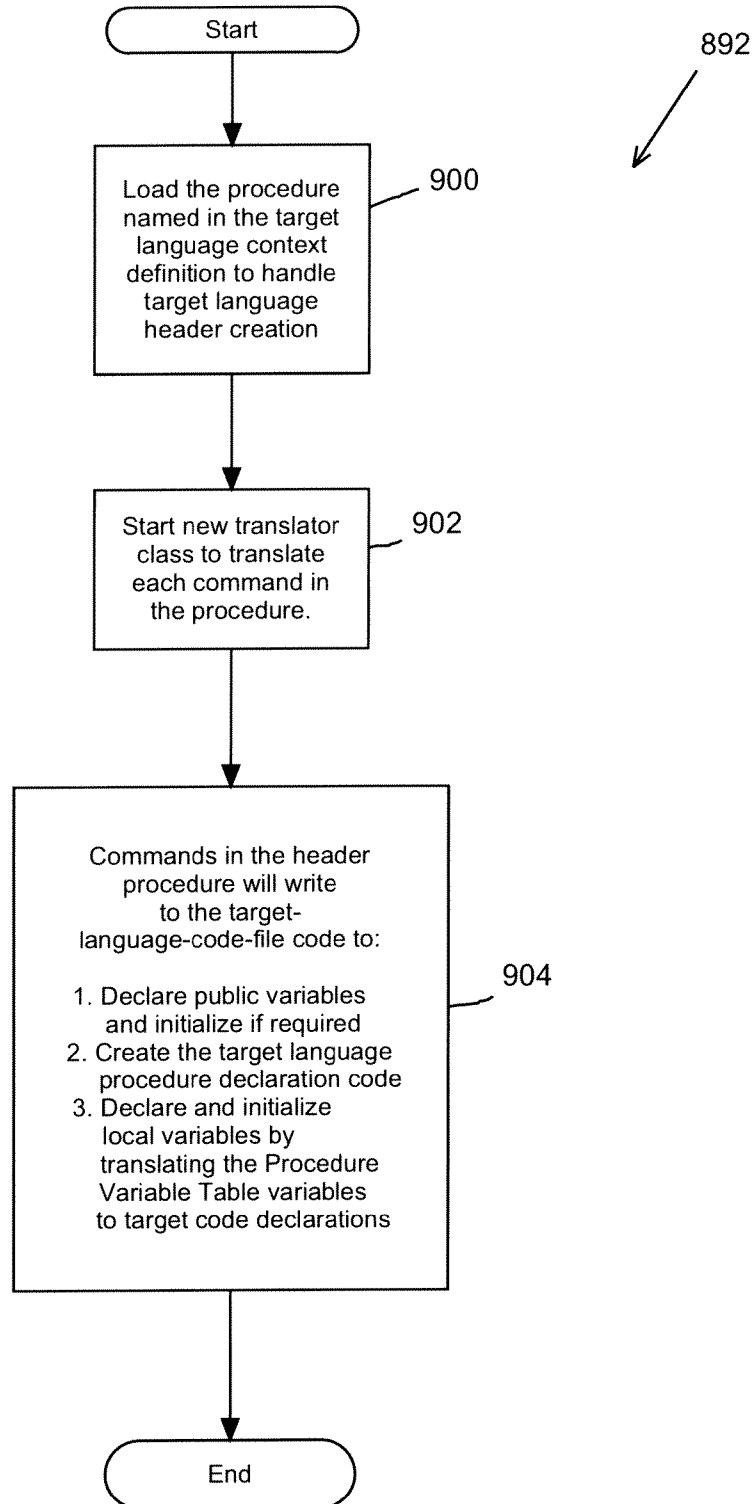 Start
892
Load the procedure
named in the target
language context
definition to handle
target language
header creation
900
Start new translator
class to translate
each command in
the procedure.
902
Commands in the header
procedure will write
to the target-
language-code-file code to:
1. Declare public variables
and initialize if required
2. Create the target language
procedure declaration code
3. Declare and initialize
local variables by
translating the Procedure
Variable Table variables
to target code declarations
904
End